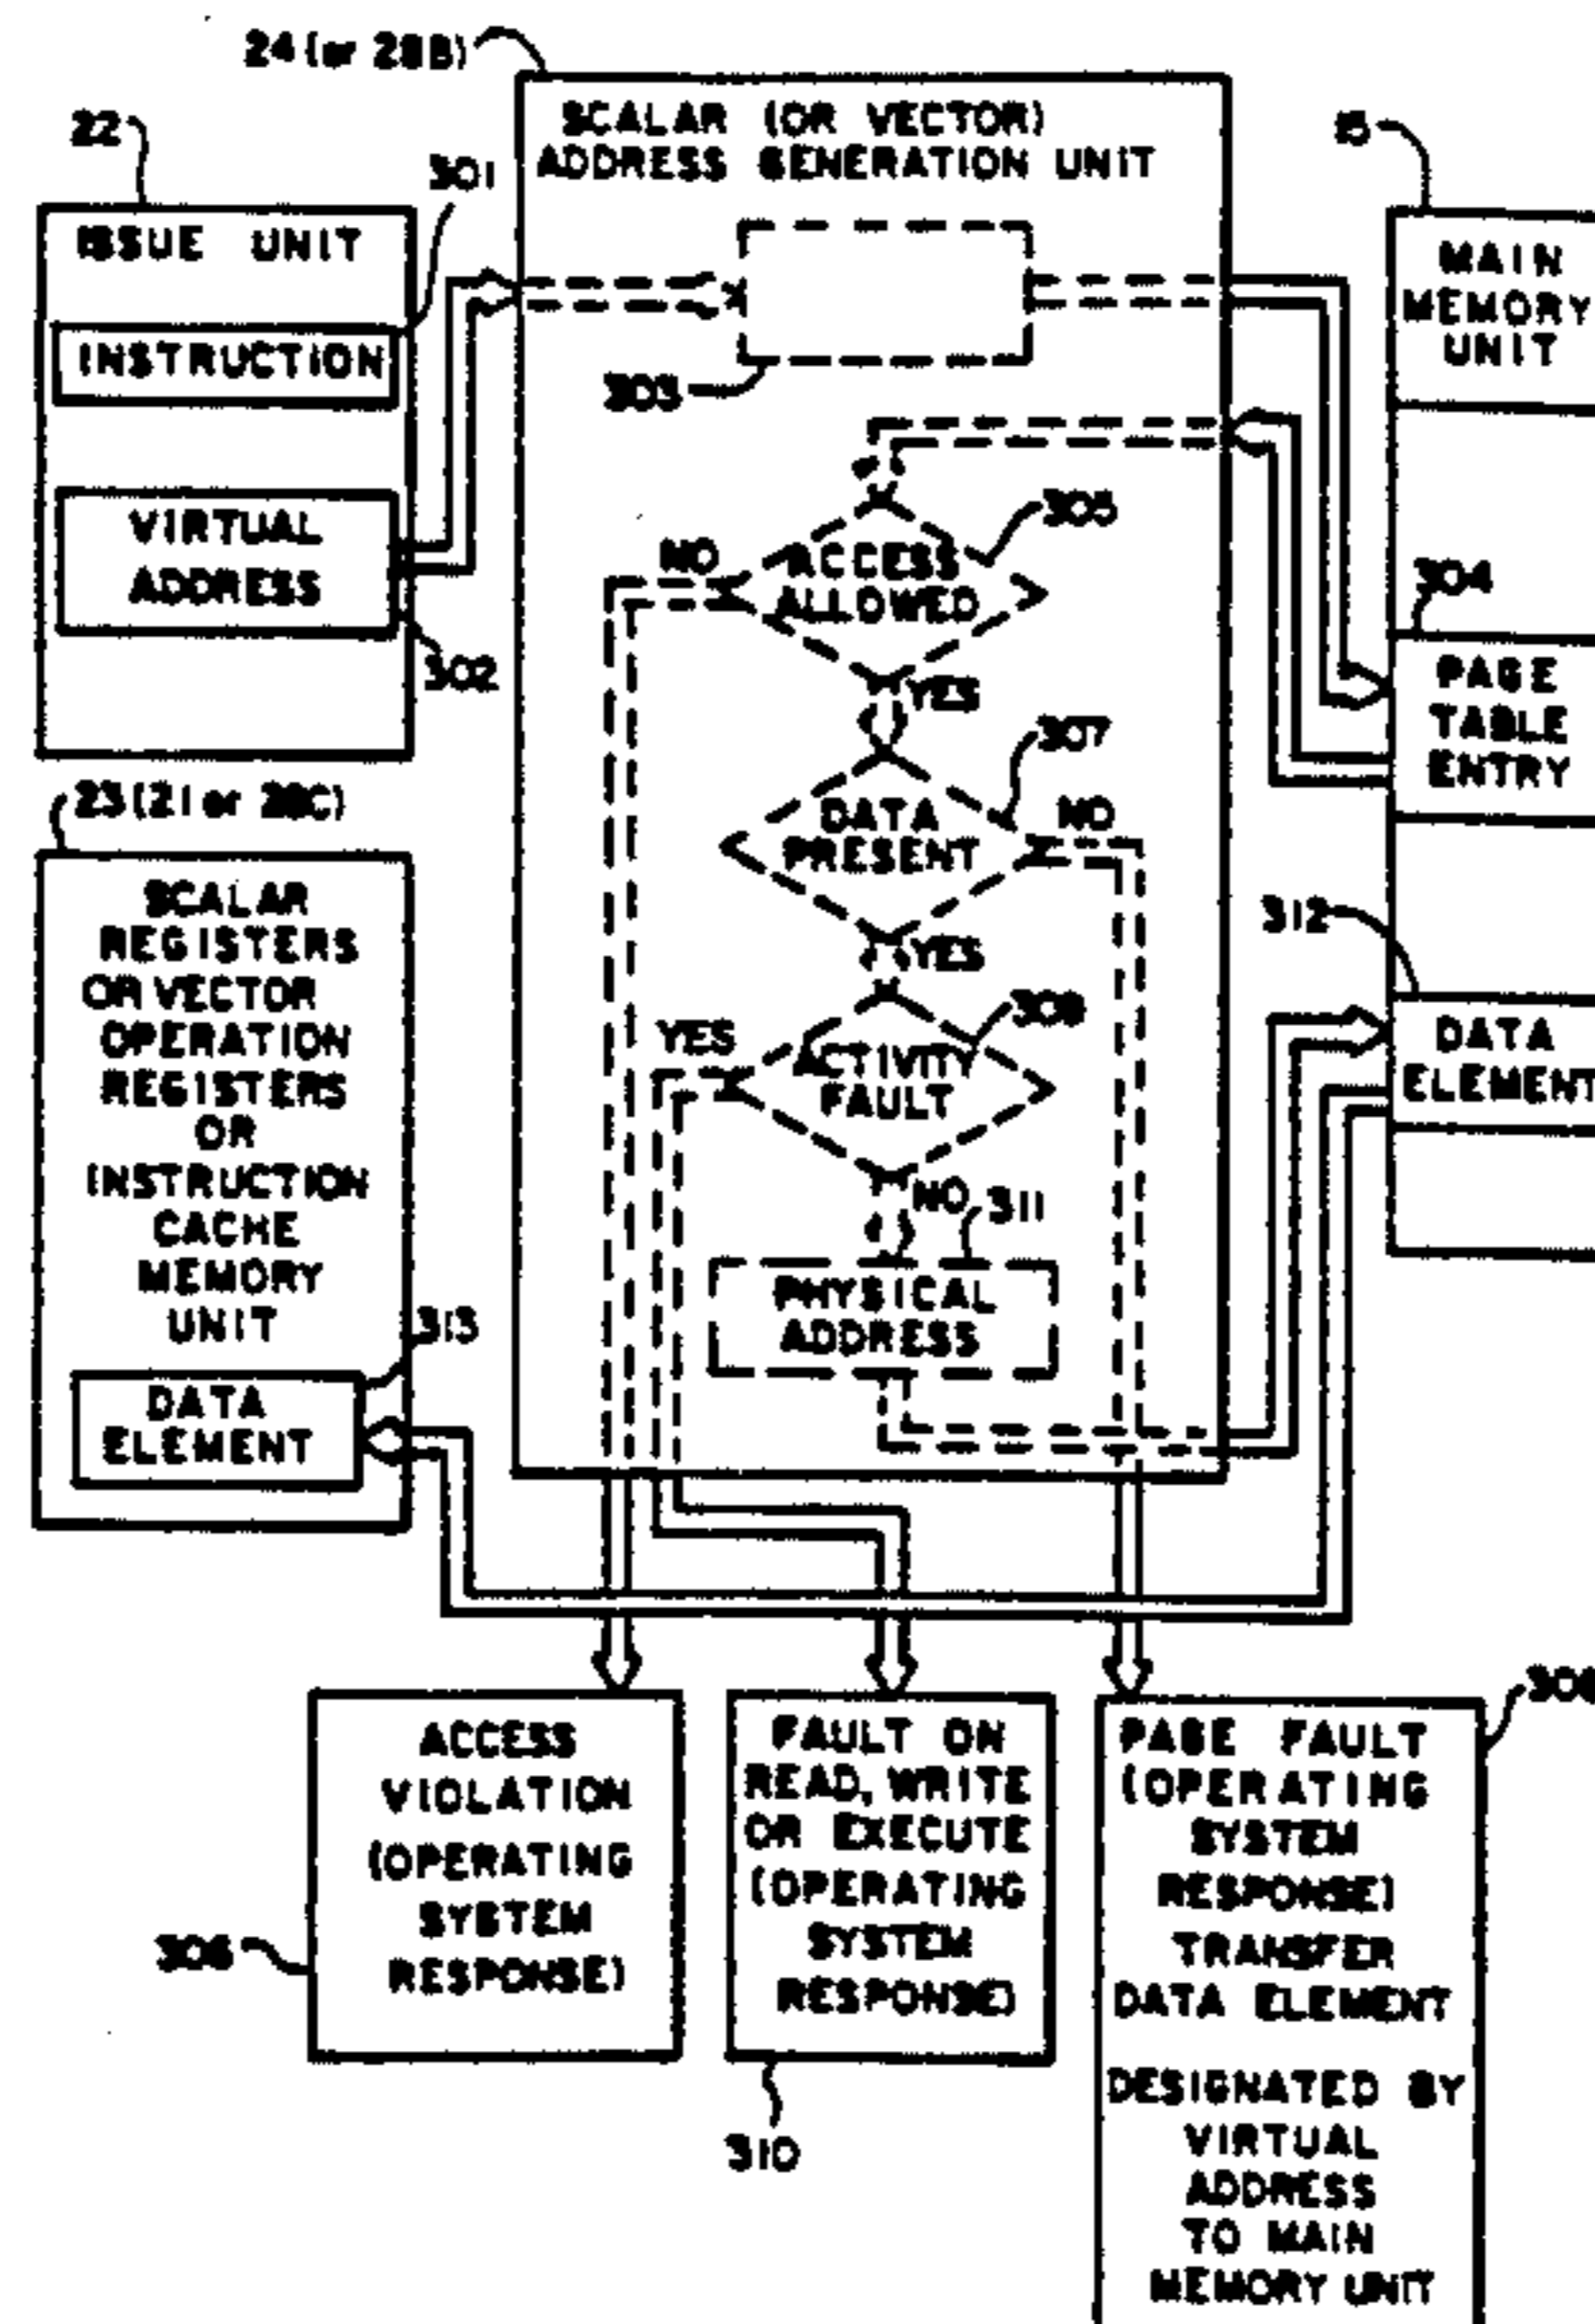 24 (or 28B)
SCALAR (OR VECTOR)
ADDRESS GENERATION UNIT
22
301
15
ISSUE UNIT
INSTRUCTION
MAIN
MEMORY
UNIT
303
VIRTUAL
ADDRESS
302
305
NO
ACCESS
ALLOWED
YES
304
PAGE
TABLE
ENTRY
307
DATA
PRESENT
NO
YES
23 (21 or 28C)
SCALAR
REGISTERS
OR VECTOR
OPERATION
REGISTERS
OR
INSTRUCTION
CACHE
MEMORY
UNIT
313
DATA
ELEMENT
309
YES
ACTIVITY
FAULT
NO
311
PHYSICAL
ADDRESS
312
DATA
ELEMENT
ACCESS
VIOLATION
(OPERATING
SYSTEM
RESPONSE)
306
FAULT ON
READ, WRITE
OR EXECUTE
(OPERATING
SYSTEM
RESPONSE)
310
308
PAGE FAULT
(OPERATING
SYSTEM
RESPONSE)
TRANSFER
DATA ELEMENT
DESIGNATED BY
VIRTUAL
ADDRESS
TO MAIN
MEMORY UNIT